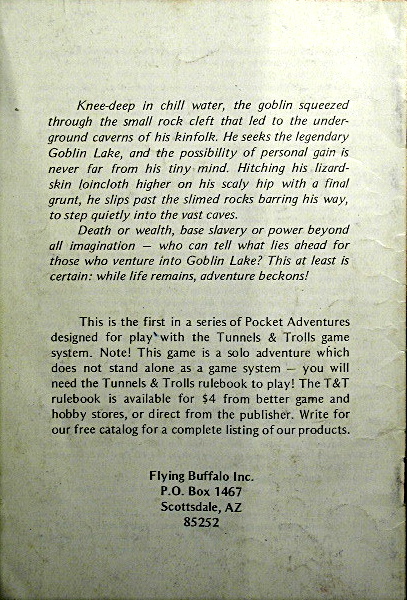 Knee-deep in chill water, the goblin squeezed
through the small rock cleft that led to the under-
ground caverns of his kinfolk. He seeks the legendary
Goblin Lake, and the possibility of personal gain is
never far from his tiny mind. Hitching his lizard-
skin loincloth higher on his scaly hip with a final
grunt, he slips past the slimed rocks barring his way,
to step quietly into the vast caves.
Death or wealth, base slavery or power beyond
all imagination — who can tell what lies ahead for
those who venture into Goblin Lake? This at least is
certain: while life remains, adventure beckons!
This is the first in a series of Pocket Adventures
designed for play with the Tunnels & Trolls game
system. Note! This game is a solo adventure which
does not stand alone as a game system — you will
need the Tunnels & Trolls rulebook to play! The T&T
rulebook is available for $4 from better game and
hobby stores, or direct from the publisher. Write for
our free catalog for a complete listing of our products.
Flying Buffalo Inc.
P.O. Box 1467
Scottsdale, AZ
85252